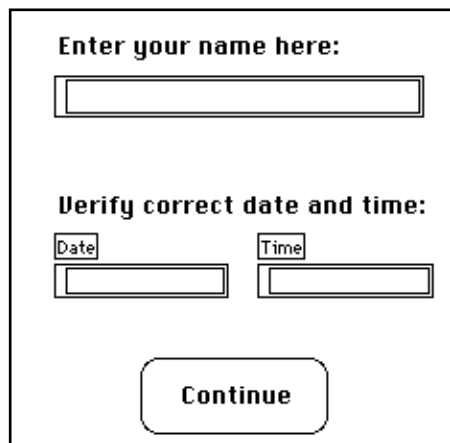 Enter your name here:
Verify correct date and time:
Date Time
Continue